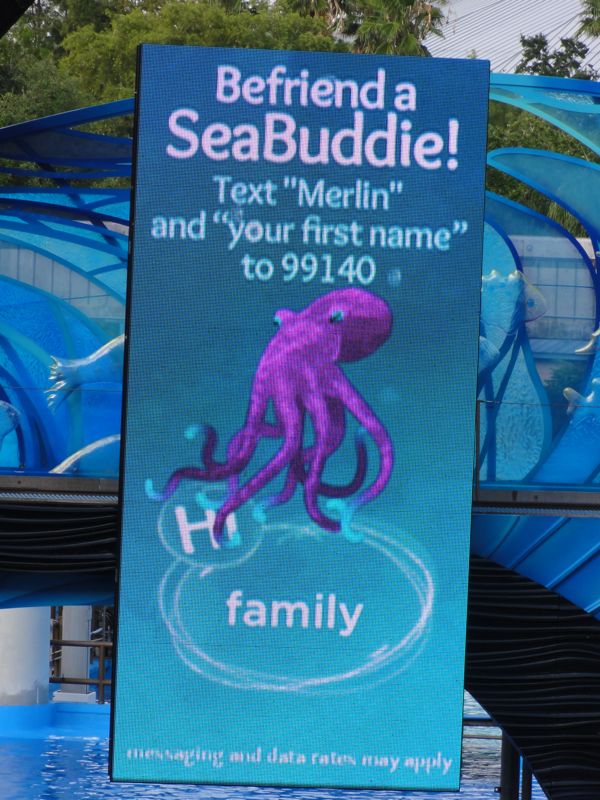 Befriend a
SeaBuddie!
Text "Merlin"
and “your first name”
to 99140
Hi
family
messaging and data rates may apply